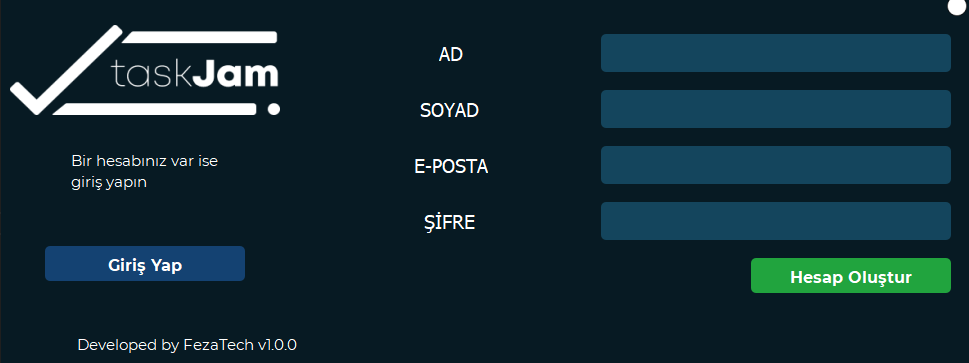 taskJam
Bir hesabınız var ise
giriş yapın
Giriş Yap
Developed by FezaTech v1.0.0
AD
SOYAD
E-POSTA
ŞİFRE
Hesap Oluştur